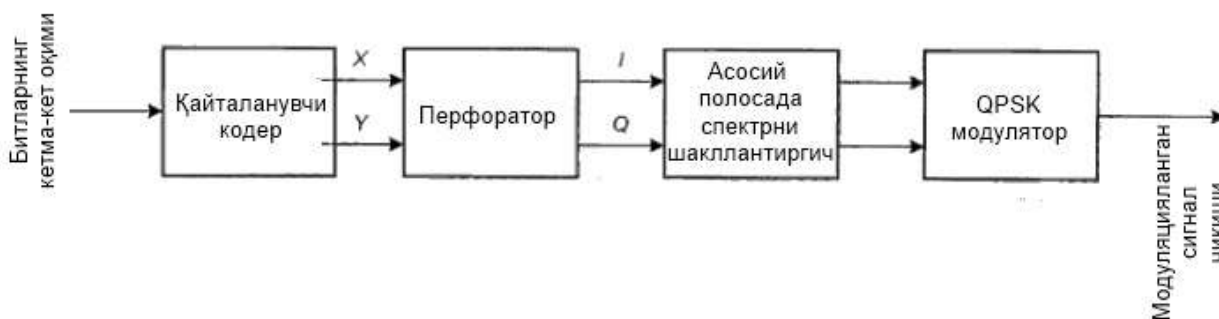 Битларнинг
кетма-кет оқими
Қайталанувчи
кодер
X
Y
Перфоратор
I
Q
Асосий
полосада
спектрни
шакллантиргич
QPSK
модулятор
Модуляцияланган
сигнал